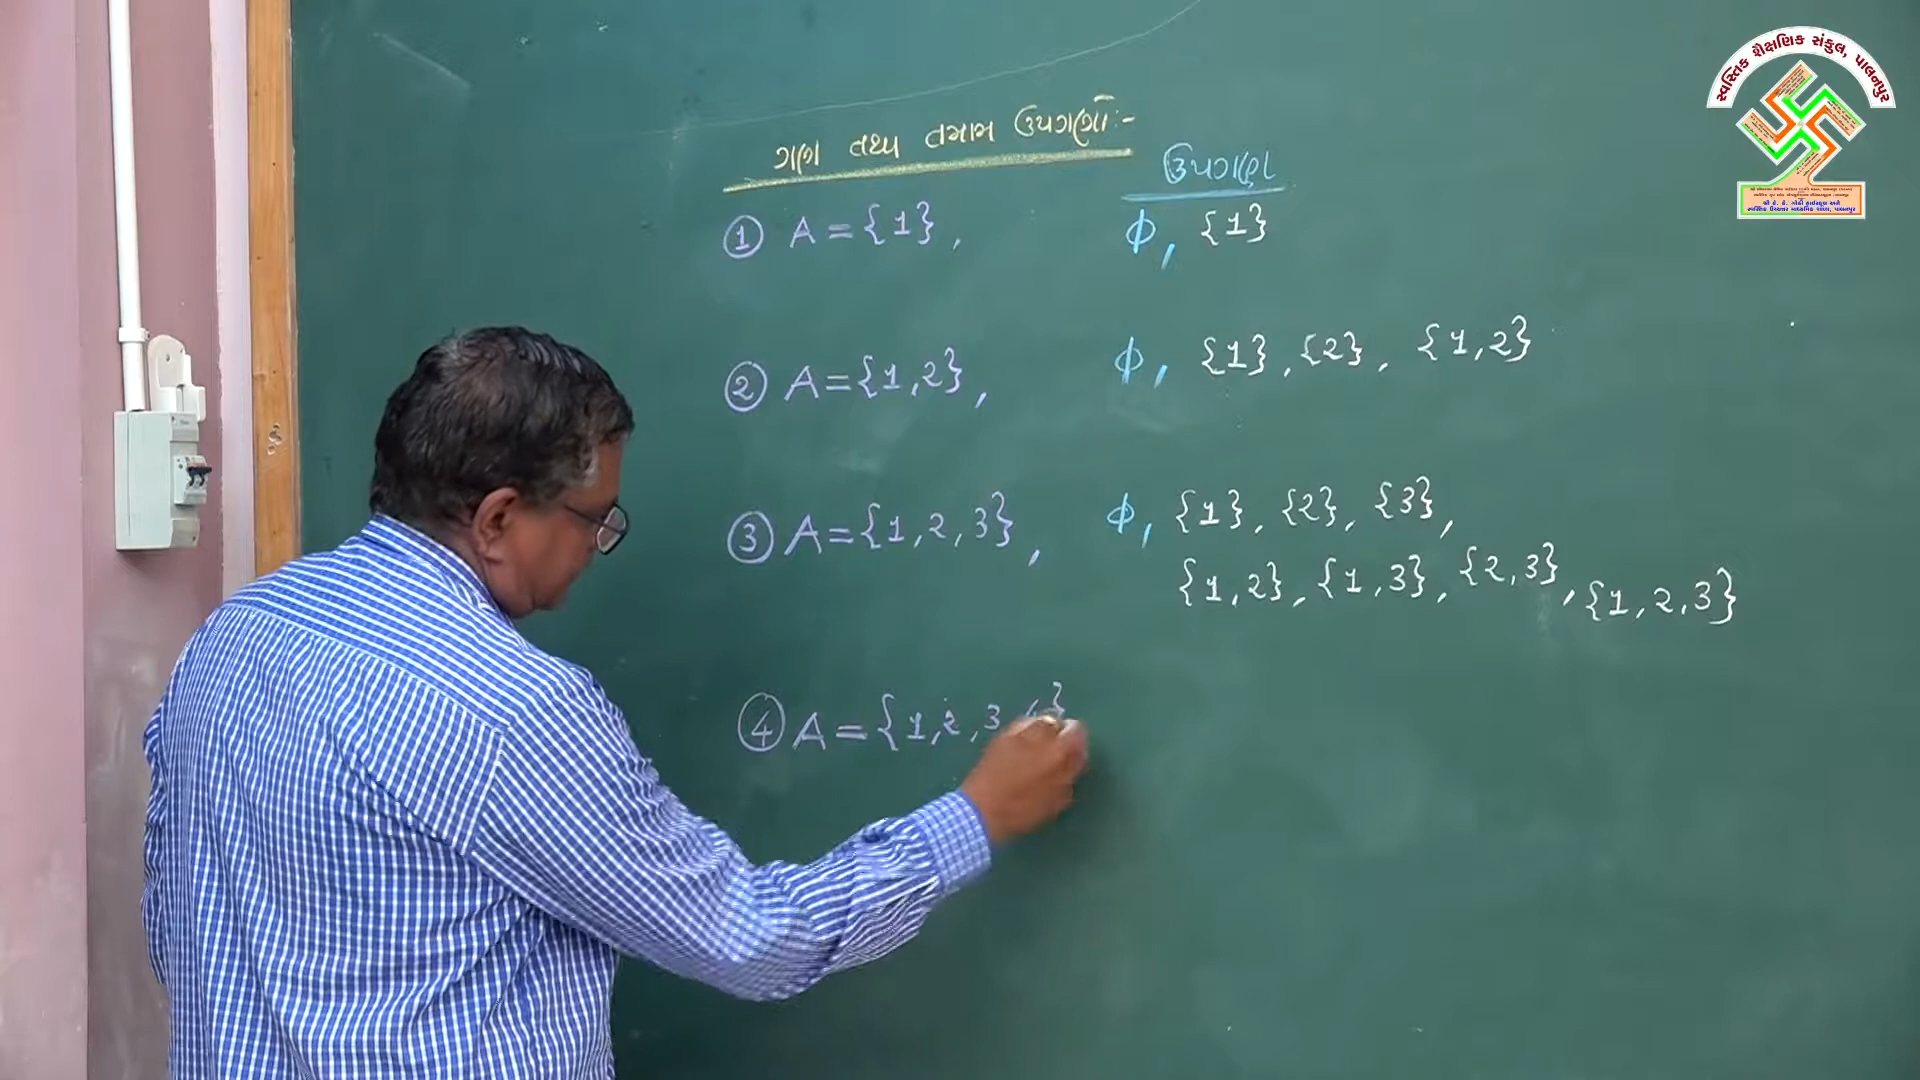 સ્વસ્તિક શૈક્ષણિક સંકુલ, પાલનપુર
ગણ તથા તમામ ઉપગણો:-
ઉપગણ
① A = {1}, ϕ, {1}
② A = {1,2}, ϕ, {1}, {2}, {1,2}
③ A = {1,2,3}, ϕ, {1}, {2}, {3},
{1,2}, {1,3}, {2,3}, {1,2,3}
④ A = {1,2,3,4}